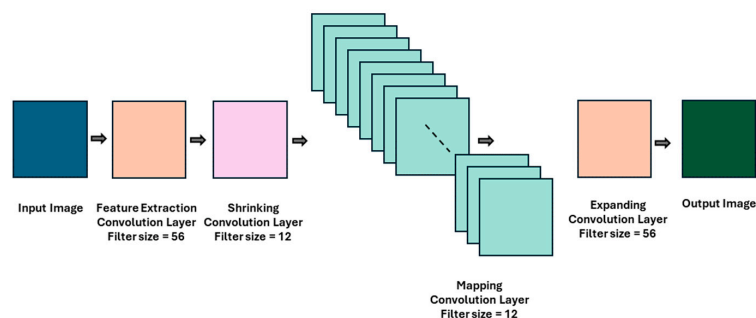 Input Image
Feature Extraction
Convolution Layer
Filter size = 56
Shrinking
Convolution Layer
Filter size = 12
Mapping
Convolution Layer
Filter size = 12
Expanding
Convolution Layer
Filter size = 56
Output Image